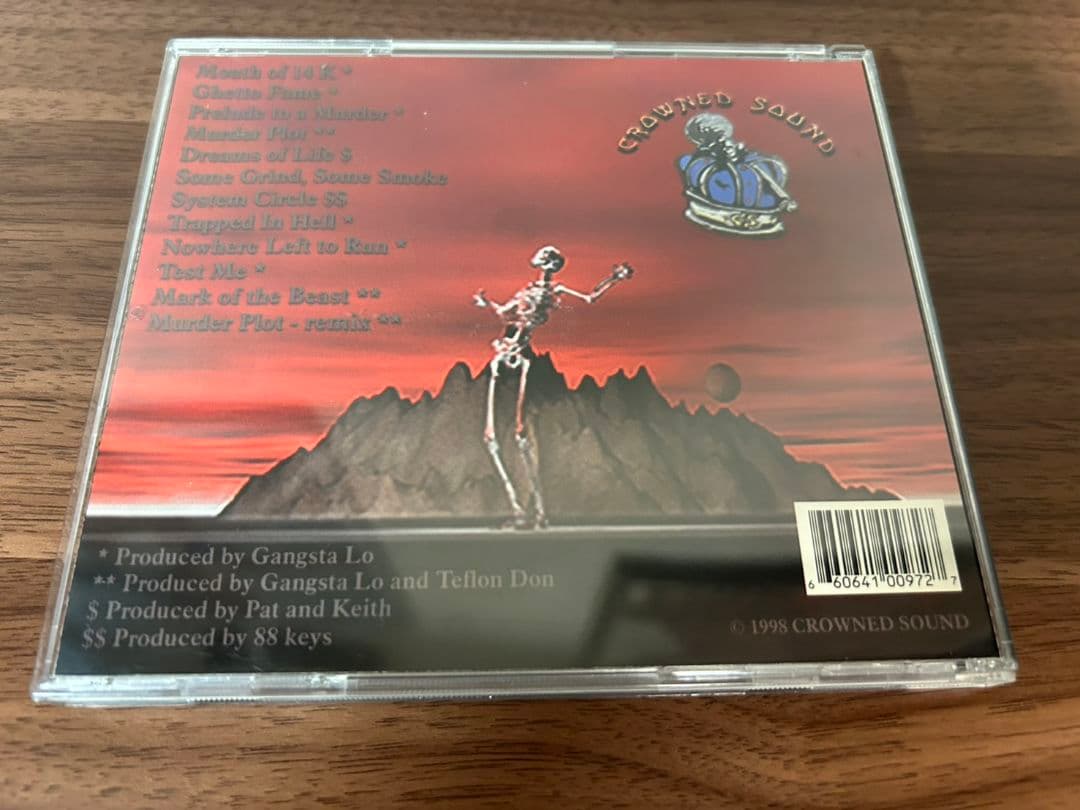 Mouth of 14 K *
Ghetto Fame *
Prelude to a Murder *
Murder Plot **
Dreams of Life $
Some Grind, Some Smoke
System Circle $$
Trapped In Hell *
Nowhere Left to Run *
Test Me *
Mark of the Beast **
Murder Plot - remix **
CROWNED SOUND
* Produced by Gangsta Lo
** Produced by Gangsta Lo and Teflon Don
$ Produced by Pat and Keith
$$ Produced by 88 keys
6 60641 00972 7
© 1998 CROWNED SOUND